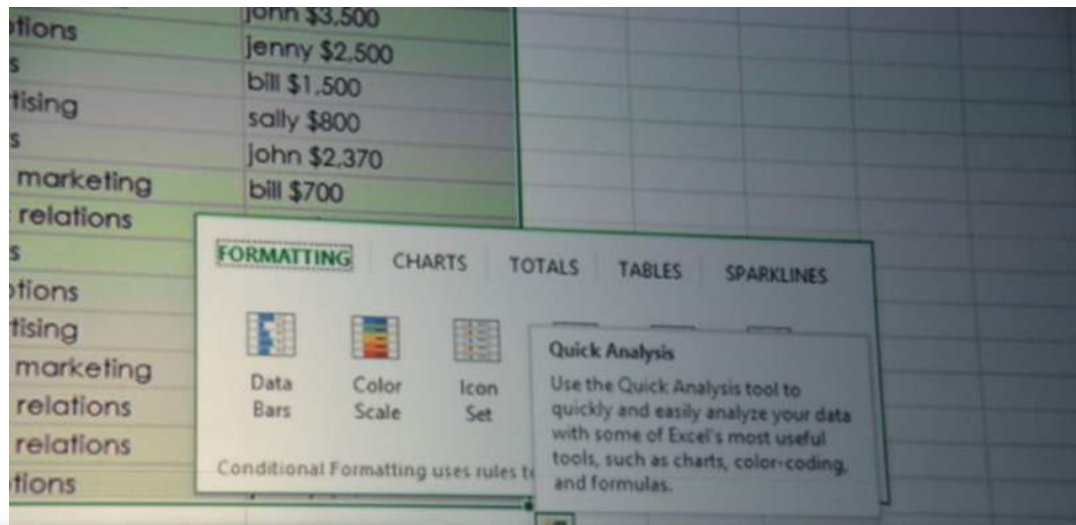 john $3,500
tions
jenny $2,500
s
bill $1,500
tising
sally $800
s
john $2,370
marketing
bill $700
relations
s
tions
tising
marketing
relations
relations
tions
FORMATTING CHARTS TOTALS TABLES SPARKLINES
Data Bars
Color Scale
Icon Set
Conditional Formatting uses rules t
Quick Analysis
Use the Quick Analysis tool to
quickly and easily analyze your data
with some of Excel's most useful
tools, such as charts, color-coding,
and formulas.